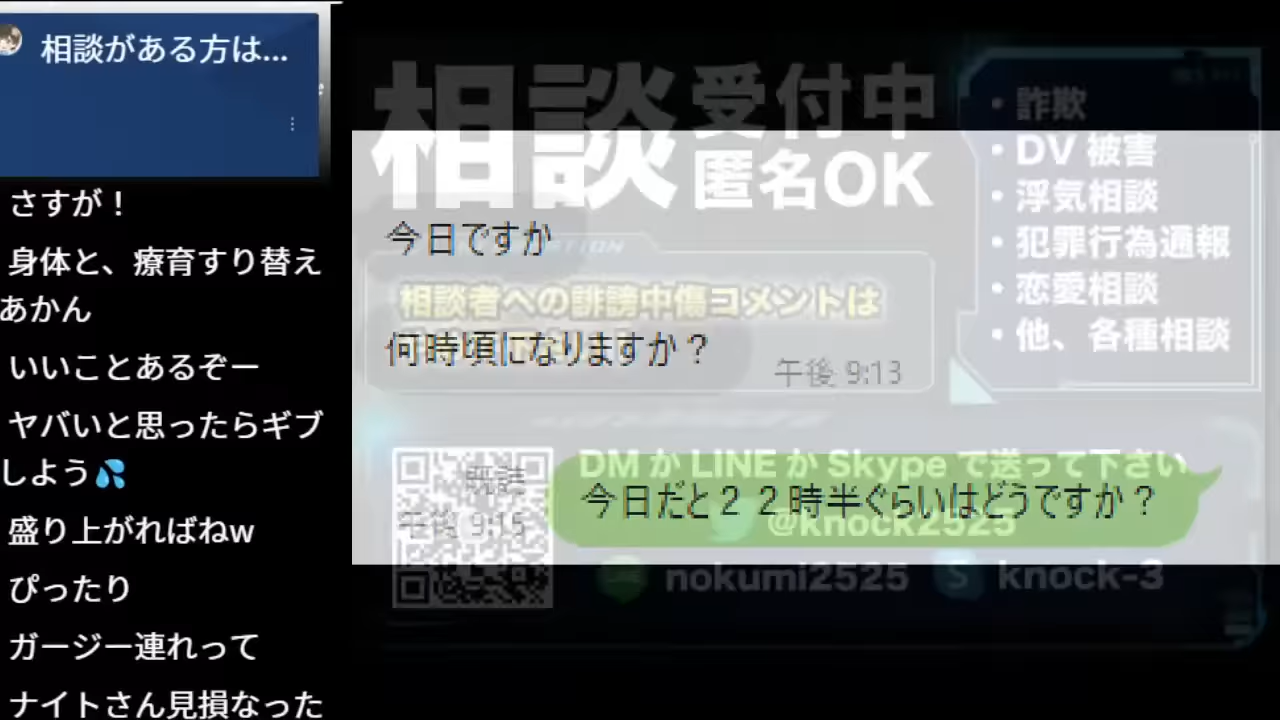 相談がある方は...
さすが！
身体と、療育すり替え
あかん
いいことあるぞー
ヤバいと思ったらギブ
しよう💦
盛り上がればねw
ぴったり
ガージー連れって
ナイトさん見損なった
相談 受付中
匿名OK
・詐欺
・DV 被害
・浮気相談
・犯罪行為通報
・恋愛相談
・他、各種相談
今日ですか
相談者への誹謗中傷コメントは
何時頃になりますか？
午後 9:13
DM か LINE か Skype で送って下さい
既読
午後 9:15
今日だと２２時半ぐらいはどうですか？
@knock2525
nokumi2525
knock-3